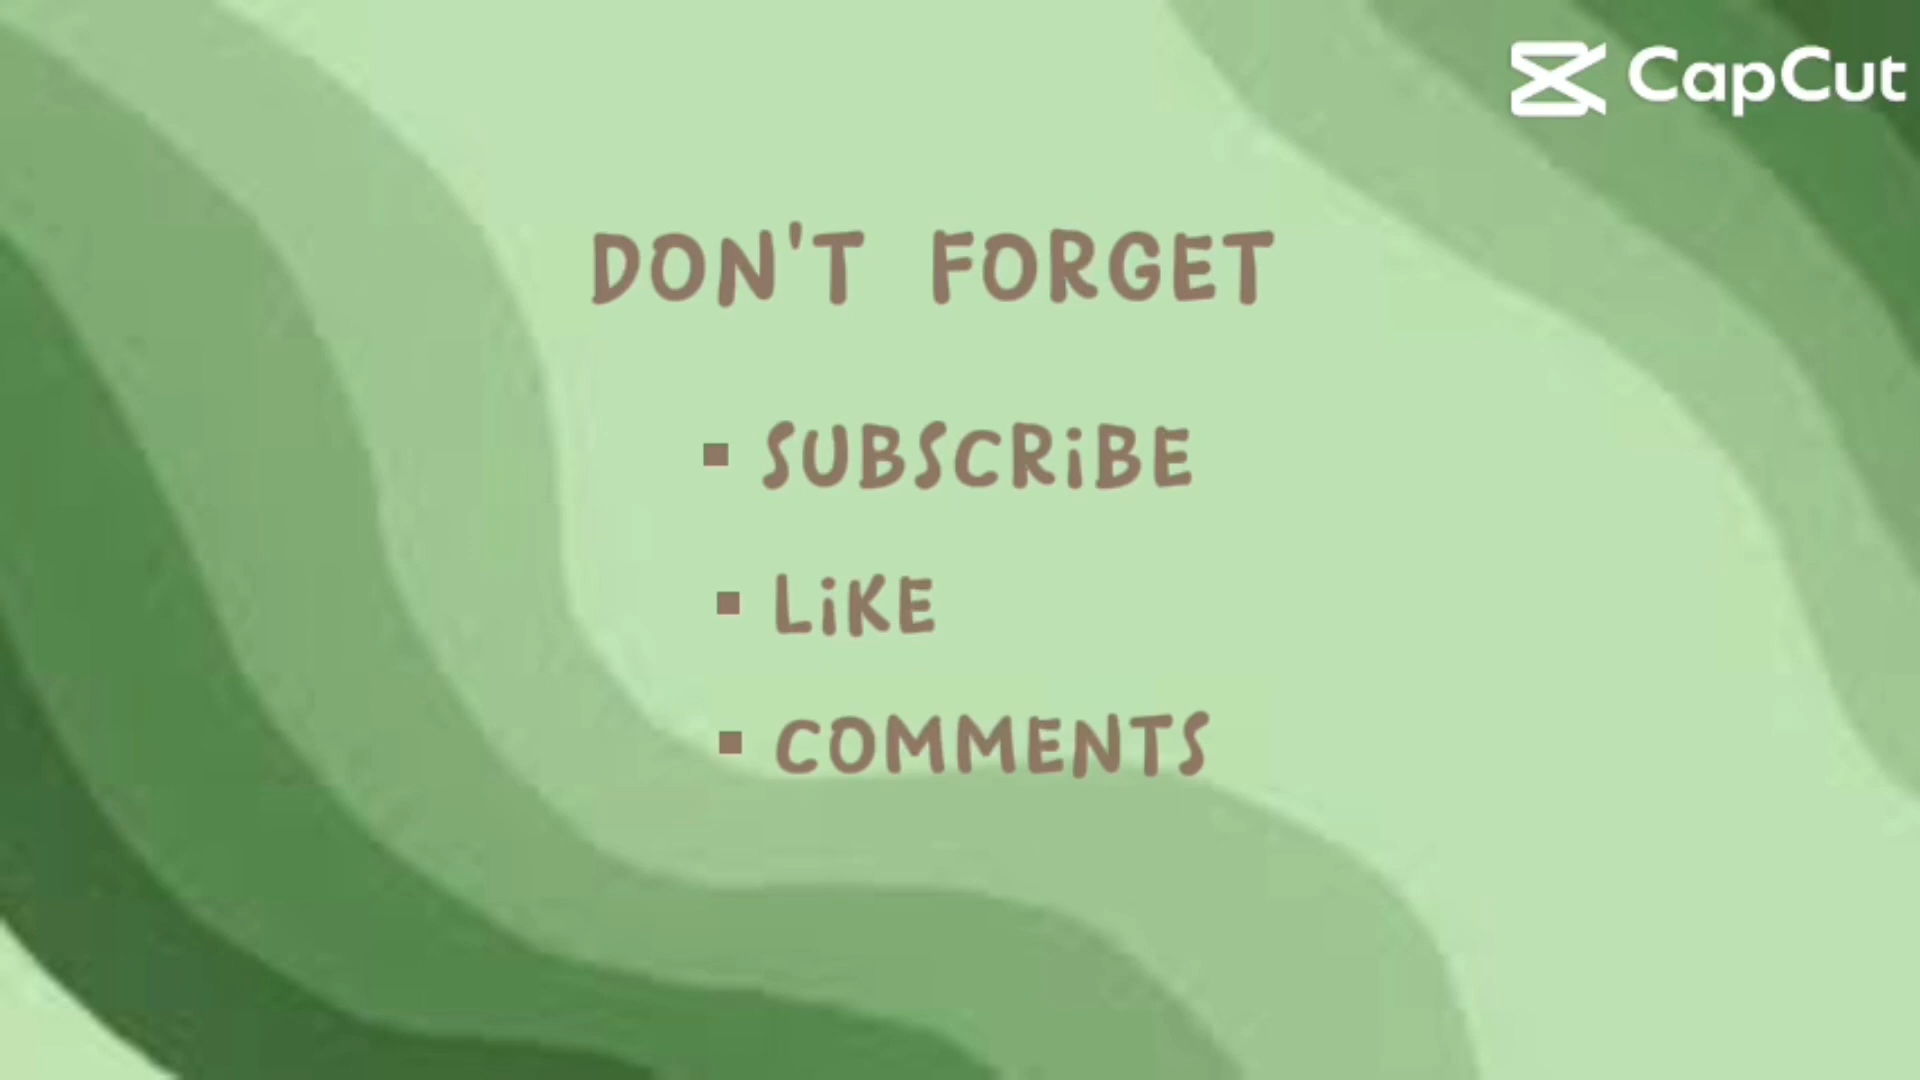 CapCut
DON'T FORGET
▪ SUBSCRiBE
▪ LiKE
▪ COMMENTS